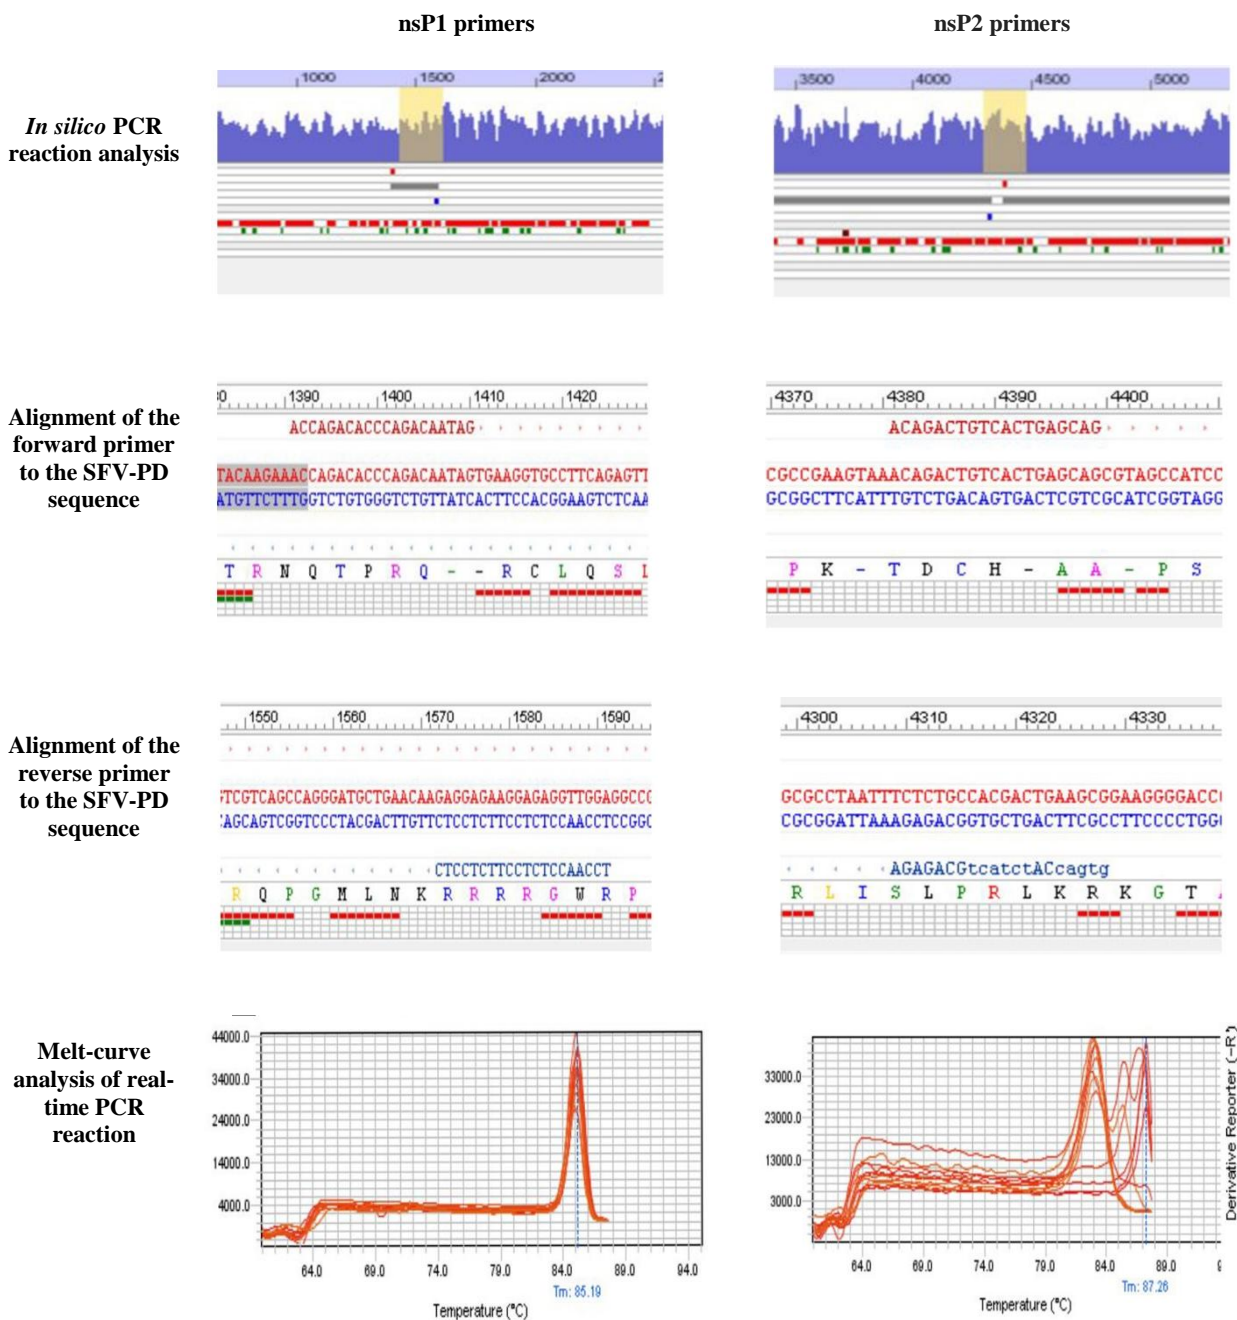 nsP1 primers
nsP2 primers
In silico PCR
reaction analysis
1000 1500 2000
3500 4000 4500 5000
Alignment of the
forward primer
to the SFV-PD
sequence
1390 1400 1410 1420
ACCAGACACCCAGACAATAG
TACAAGAAACCAGACACCCAGACAATAGTGAAGGTGCCTTCAGAGTT
ATGTTCTTTGGTCTGTGGGTCTGTTATCACTTCCACGGAAGTCTCAA
T R N Q T P R Q - - R C L Q S L
4370 4380 4390 4400
ACAGACTGTCACTGAGCAG
CGCCGAAGTAAACAGACTGTCACTGAGCAGCGTAGCCATCC
GCGGCTTCATTTGTCTGACAGTGACTCGTCGCATCGGTAGG
P K - T D C H - A A - P S
Alignment of the
reverse primer
to the SFV-PD
sequence
1550 1560 1570 1580 1590
TCGTCAGCCAGGGATGCTGAACAAGAGGAGAAGGAGAGGTTGGAGGCCG
AGCAGTCGGTCCCTACGACTTGTTCTCCTCTTCCTCTCCAACCTCCGGC
CTCCTCTTCCTCTCCAACCT
R Q P G M L N K R R R R G W R P
4300 4310 4320 4330
GCGCCTAATTTCTCTGCCACGACTGAAGCGGAAGGGGACC
CGCGGATTAAAGAGACGGTGCTGACTTCGCCTTCCCCTGG
AGAGACGtcatctACcagtg
R L I S L P R L K R K G T
Melt-curve
analysis of real-
time PCR
reaction
44000.0
34000.0
24000.0
14000.0
4000.0
64.0 69.0 74.0 79.0 84.0 89.0 94.0
Tm: 85.19
Temperature (°C)
33000.0
23000.0
13000.0
3000.0
64.0 69.0 74.0 79.0 84.0 89.0
Tm: 87.26
Temperature (°C)
Derivative Reporter (-R